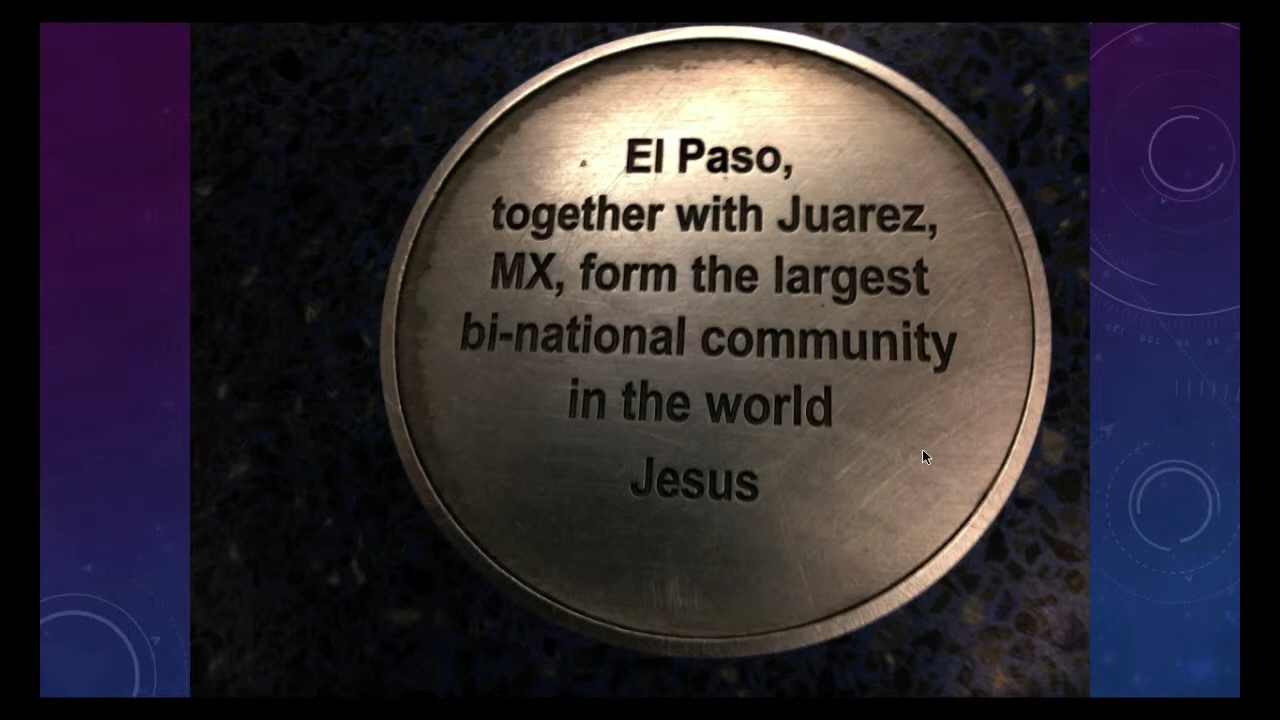 El Paso,
together with Juarez,
MX, form the largest
bi-national community
in the world
Jesus